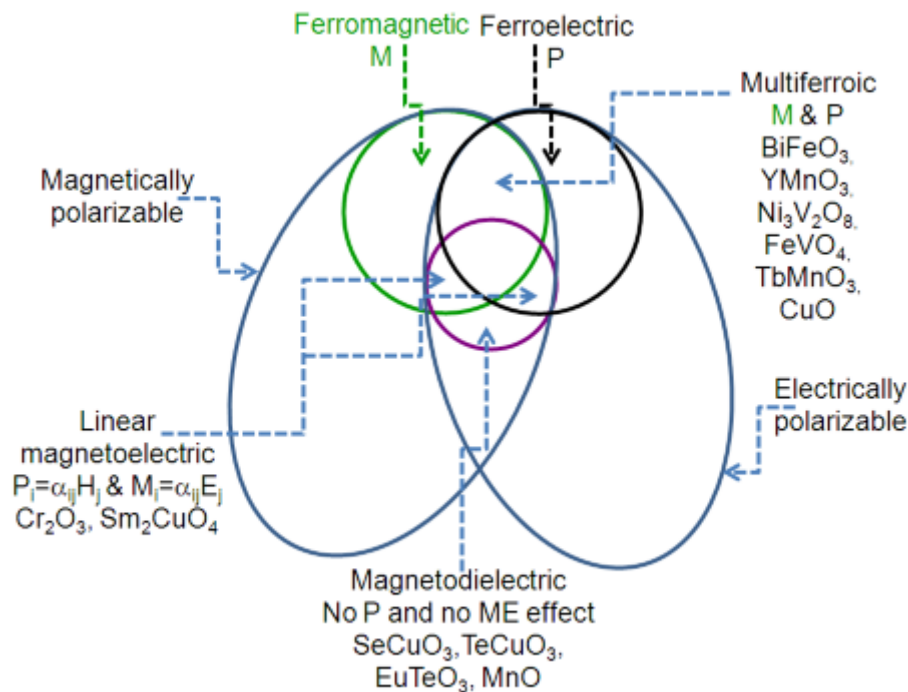 Ferromagnetic
M
Ferroelectric
P
Multiferroic
M & P
BiFeO₃,
YMnO₃,
Ni₃V₂O₈,
FeVO₄,
TbMnO₃,
CuO
Magnetically
polarizable
Electrically
polarizable
Linear
magnetoelectric
Pᵢ=αᵢⱼHⱼ & Mᵢ=αᵢⱼEⱼ
Cr₂O₃, Sm₂CuO₄
Magnetodielectric
No P and no ME effect
SeCuO₃,TeCuO₃,
EuTeO₃, MnO